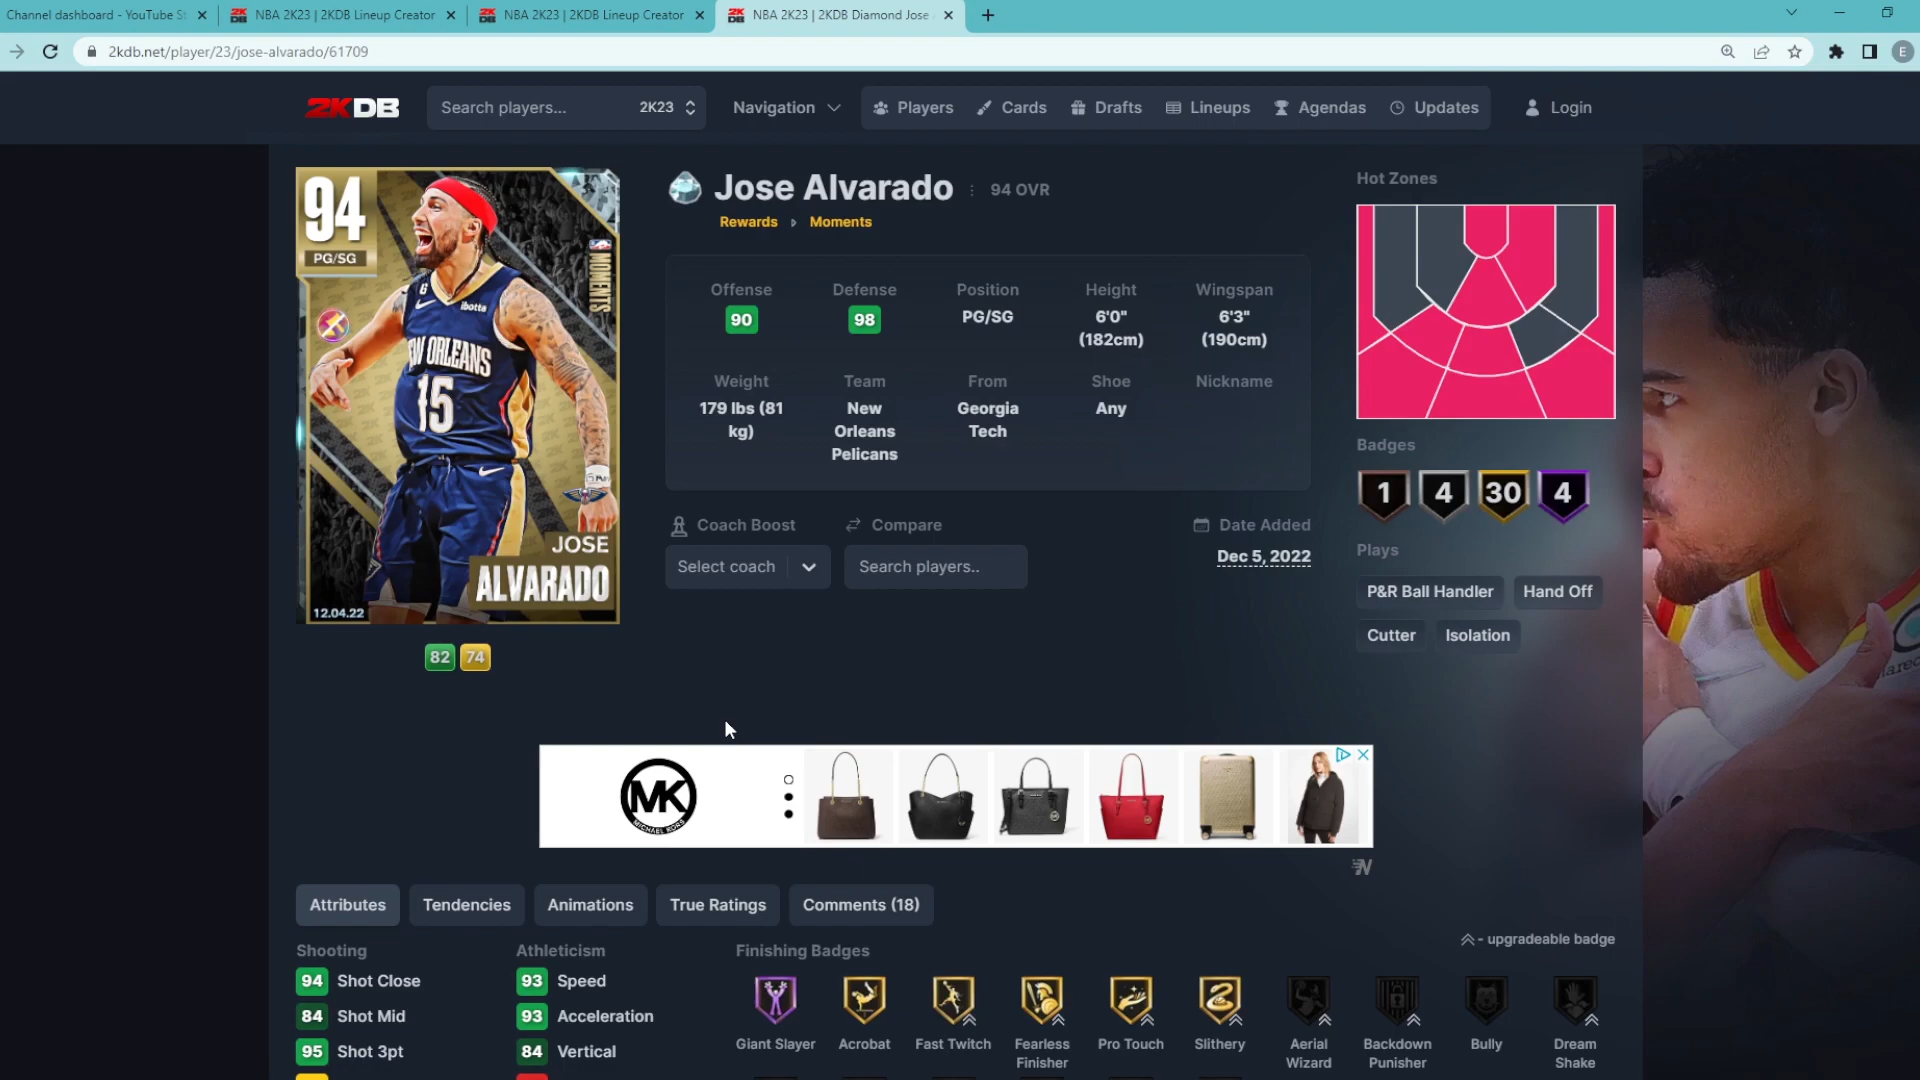 Channel dashboard - YouTube St
NBA 2K23 | 2KDB Lineup Creator
NBA 2K23 | 2KDB Lineup Creator
NBA 2K23 | 2KDB Diamond Jose
2kdb.net/player/23/jose-alvarado/61709
E
2KDB
Search players...
2K23
Navigation
Players
Cards
Drafts
Lineups
Agendas
Updates
Login
94
PG/SG
MOMENTS
6
ibotta
NEW ORLEANS
15
JOSE
ALVARADO
12.04.22
82 74
Jose Alvarado
94 OVR
Rewards
Moments
Offense
90
Defense
98
Position
PG/SG
Height
6'0"
(182cm)
Wingspan
6'3"
(190cm)
Weight
179 lbs (81
kg)
Team
New
Orleans
Pelicans
From
Georgia
Tech
Shoe
Any
Nickname
Coach Boost
Select coach
Compare
Search players..
Date Added
Dec 5, 2022
Hot Zones
Badges
1 4 30 4
Plays
P&R Ball Handler
Hand Off
Cutter
Isolation
MK
MICHAEL KORS
Attributes
Tendencies
Animations
True Ratings
Comments (18)
- upgradeable badge
Shooting
94 Shot Close
84 Shot Mid
95 Shot 3pt
Athleticism
93 Speed
93 Acceleration
84 Vertical
Finishing Badges
Giant Slayer
Acrobat
Fast Twitch
Fearless
Finisher
Pro Touch
Slithery
Aerial
Wizard
Backdown
Punisher
Bully
Dream
Shake